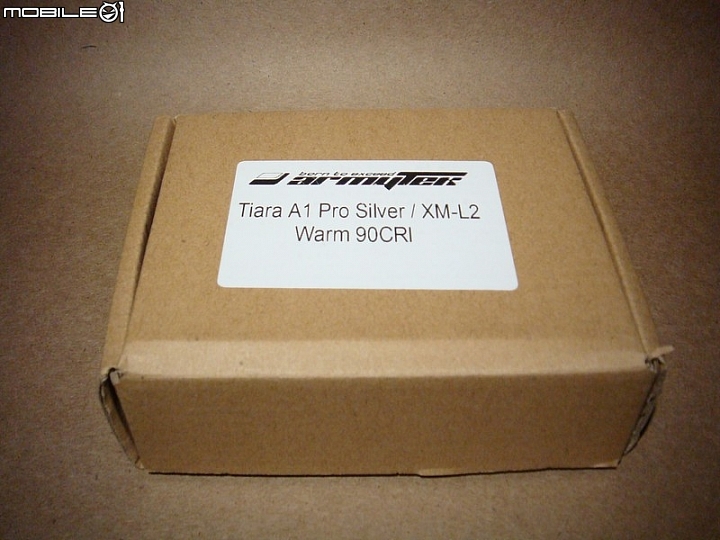 MOBILE01
born to exceed
armyTek
Tiara A1 Pro Silver / XM-L2
Warm 90CRI